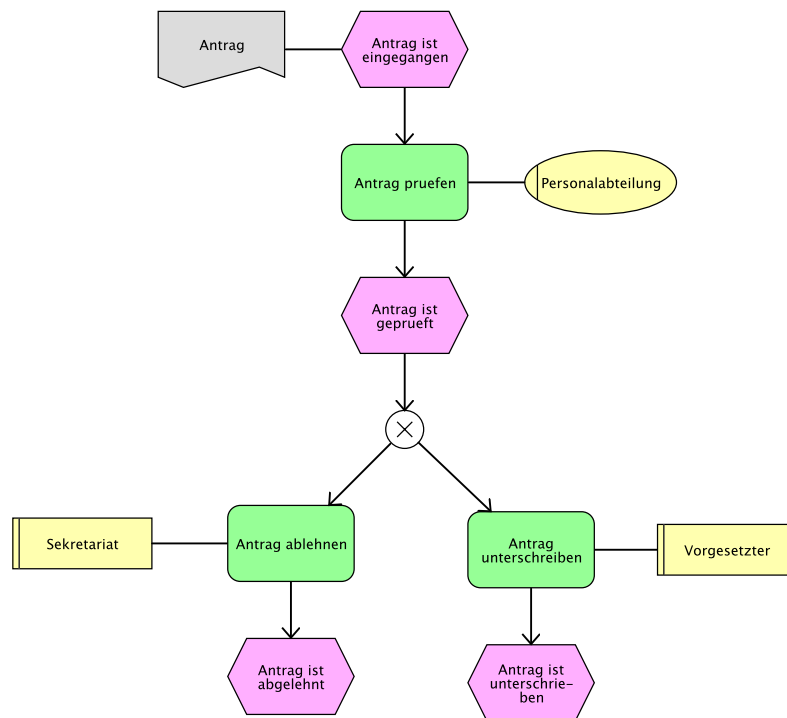 Antrag
Antrag ist
eingegangen
Antrag pruefen
Personalabteilung
Antrag ist
geprueft
Sekretariat
Antrag ablehnen
Antrag
unterschreiben
Vorgesetzter
Antrag ist
abgelehnt
Antrag ist
unterschrie-
ben